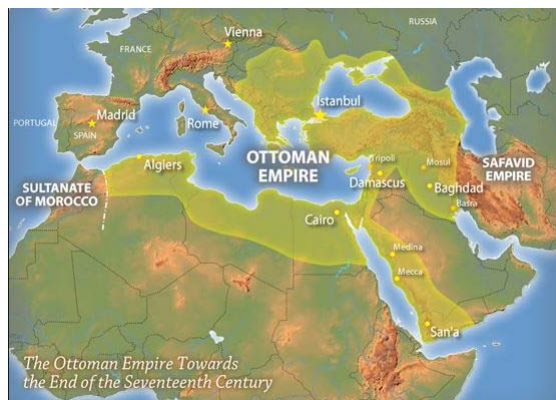 RUSSIA
Vienna
FRANCE
Istanbul
PORTUGAL
Madrid
SPAIN
Rome
Algiers
OTTOMAN
EMPIRE
Tripoli
Mosul
SAFAVID
EMPIRE
Damascus
Baghdad
SULTANATE
OF MOROCCO
Basra
Cairo
Medina
Mecca
San'a
The Ottoman Empire Towards
the End of the Seventeenth Century